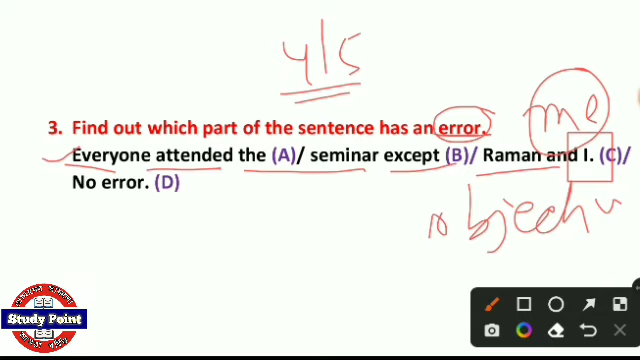 4/5
me
3. Find out which part of the sentence has an error.
Everyone attended the (A)/ seminar except (B)/ Raman and I. (C)/
No error. (D)
Study Point